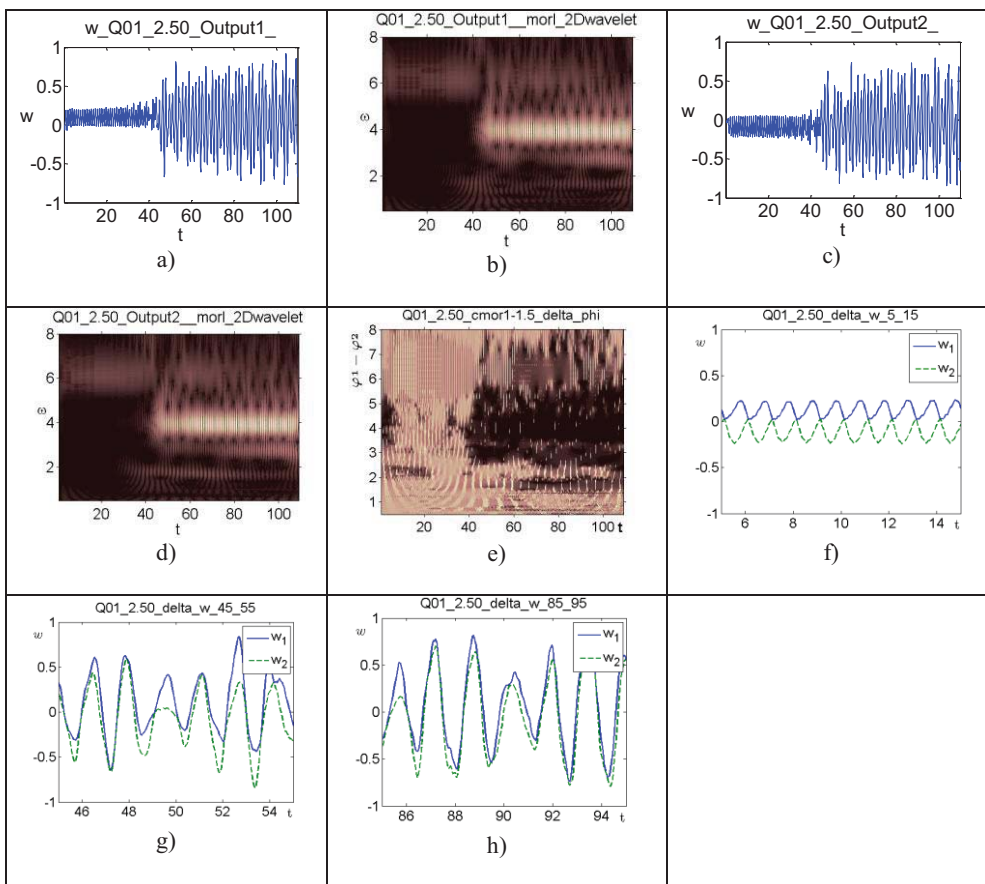 w_Q01_2.50_Output1_
1
0.5
w
0
-0.5
-1
20 40 60 80 100
t
a)
Q01_2.50_Output1__morl_2Dwavelet
8
6
ω
4
2
20 40 60 80 100
t
b)
w_Q01_2.50_Output2_
1
0.5
w
0
-0.5
-1
20 40 60 80 100
t
c)
Q01_2.50_Output2__morl_2Dwavelet
8
6
ω
4
2
20 40 60 80 100
t
d)
Q01_2.50_cmor1-1.5_delta_phi
8
7
6
5
4
3
2
1
φ¹ − φ²
20 40 60 80 100 t
e)
Q01_2.50_delta_w_5_15
w
1
0.5
0
-0.5
-1
w₁
w₂
6 8 10 12 14 t
f)
Q01_2.50_delta_w_45_55
w
1
0.5
0
-0.5
-1
w₁
w₂
46 48 50 52 54 t
g)
Q01_2.50_delta_w_85_95
w
1
0.5
0
-0.5
-1
w₁
w₂
86 88 90 92 94 t
h)